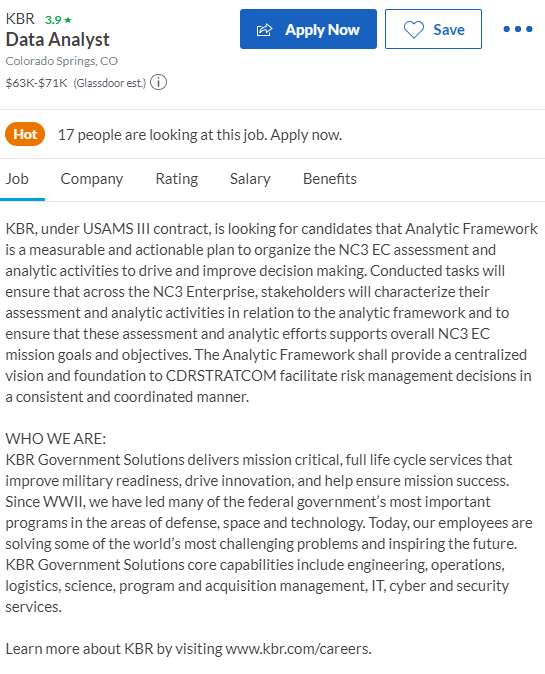 KBR 3.9 ★
Data Analyst
Colorado Springs, CO
$63K-$71K (Glassdoor est.) i
Apply Now
Save
Hot 17 people are looking at this job. Apply now.
Job Company Rating Salary Benefits
KBR, under USAMS III contract, is looking for candidates that Analytic Framework
is a measurable and actionable plan to organize the NC3 EC assessment and
analytic activities to drive and improve decision making. Conducted tasks will
ensure that across the NC3 Enterprise, stakeholders will characterize their
assessment and analytic activities in relation to the analytic framework and to
ensure that these assessment and analytic efforts supports overall NC3 EC
mission goals and objectives. The Analytic Framework shall provide a centralized
vision and foundation to CDRSTRATCOM facilitate risk management decisions in
a consistent and coordinated manner.
WHO WE ARE:
KBR Government Solutions delivers mission critical, full life cycle services that
improve military readiness, drive innovation, and help ensure mission success.
Since WWII, we have led many of the federal government's most important
programs in the areas of defense, space and technology. Today, our employees are
solving some of the world's most challenging problems and inspiring the future.
KBR Government Solutions core capabilities include engineering, operations,
logistics, science, program and acquisition management, IT, cyber and security
services.
Learn more about KBR by visiting www.kbr.com/careers.